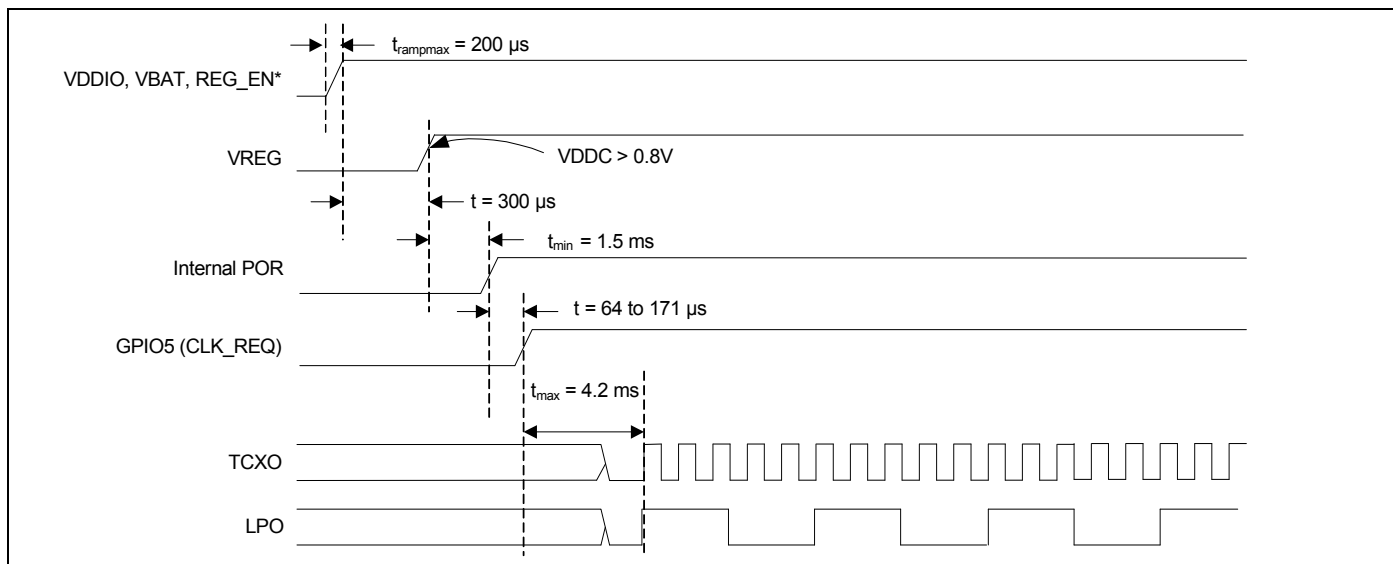 t_rampmax = 200 µs
VDDIO, VBAT, REG_EN*
VREG
VDDC > 0.8V
t = 300 µs
t_min = 1.5 ms
Internal POR
t = 64 to 171 µs
GPIO5 (CLK_REQ)
t_max = 4.2 ms
TCXO
LPO